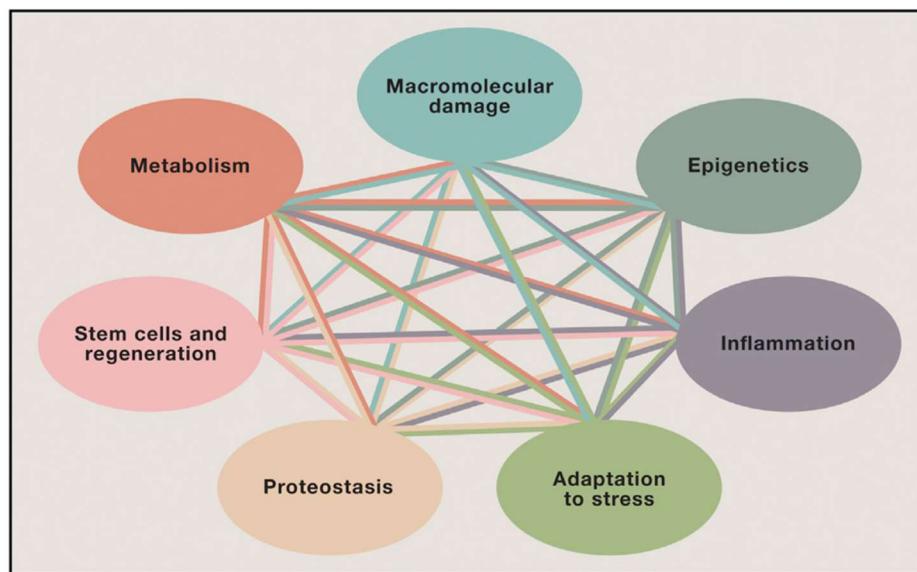 Macromolecular
damage
Metabolism
Epigenetics
Stem cells and
regeneration
Inflammation
Proteostasis
Adaptation
to stress